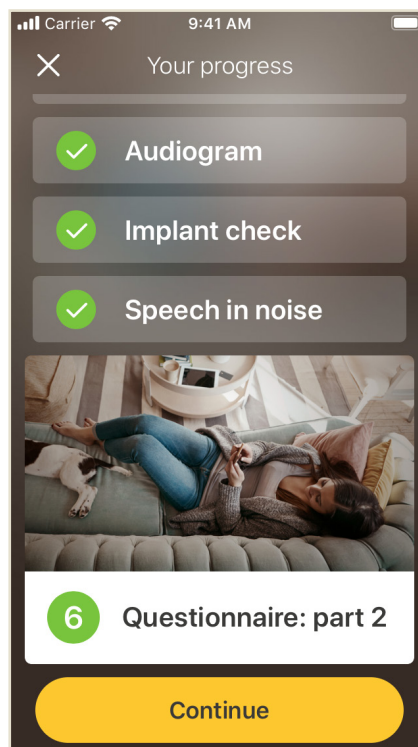 Carrier 9:41 AM
Your progress
Audiogram
Implant check
Speech in noise
6 Questionnaire: part 2
Continue